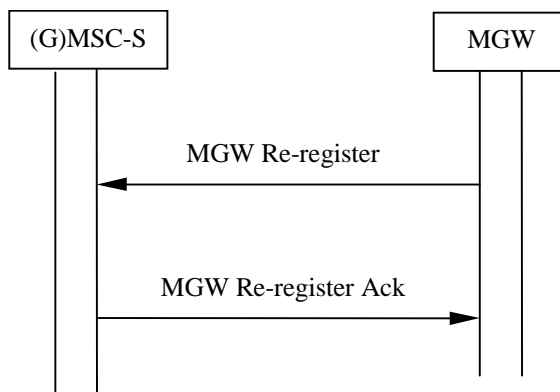 (G)MSC-S
MGW
MGW Re-register
MGW Re-register Ack